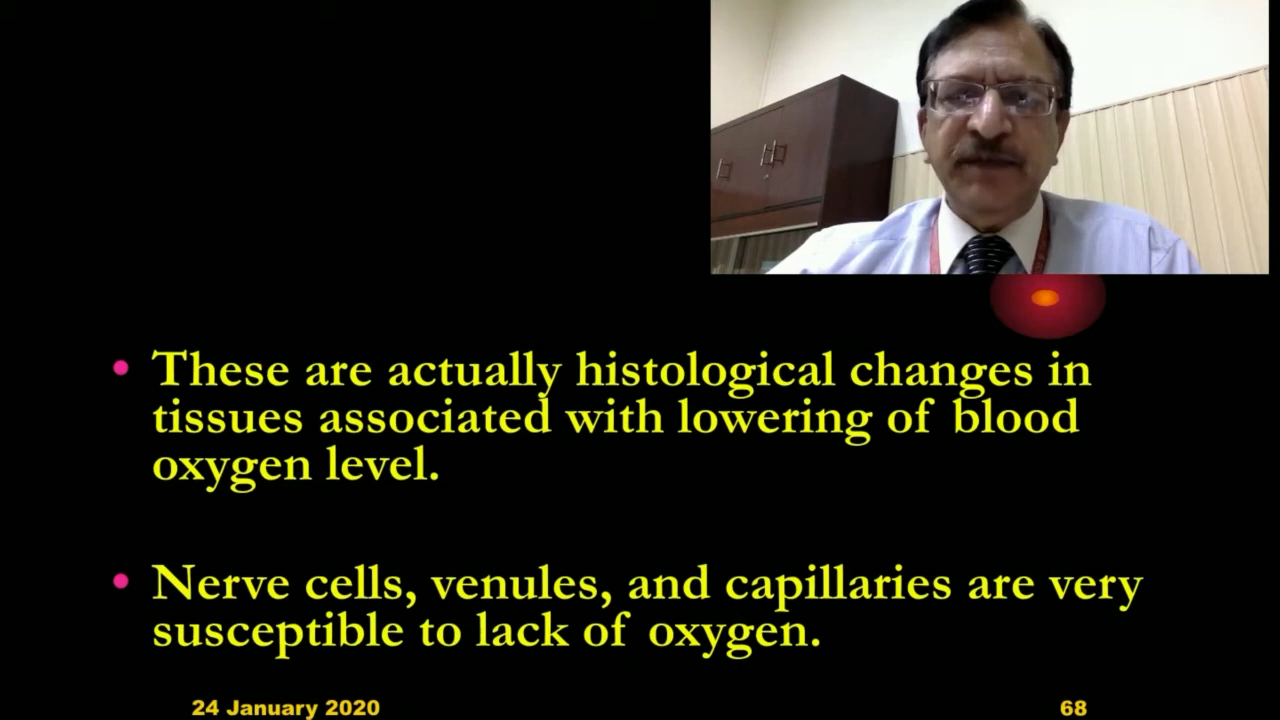 • These are actually histological changes in
tissues associated with lowering of blood
oxygen level.
• Nerve cells, venules, and capillaries are very
susceptible to lack of oxygen.
24 January 2020
68